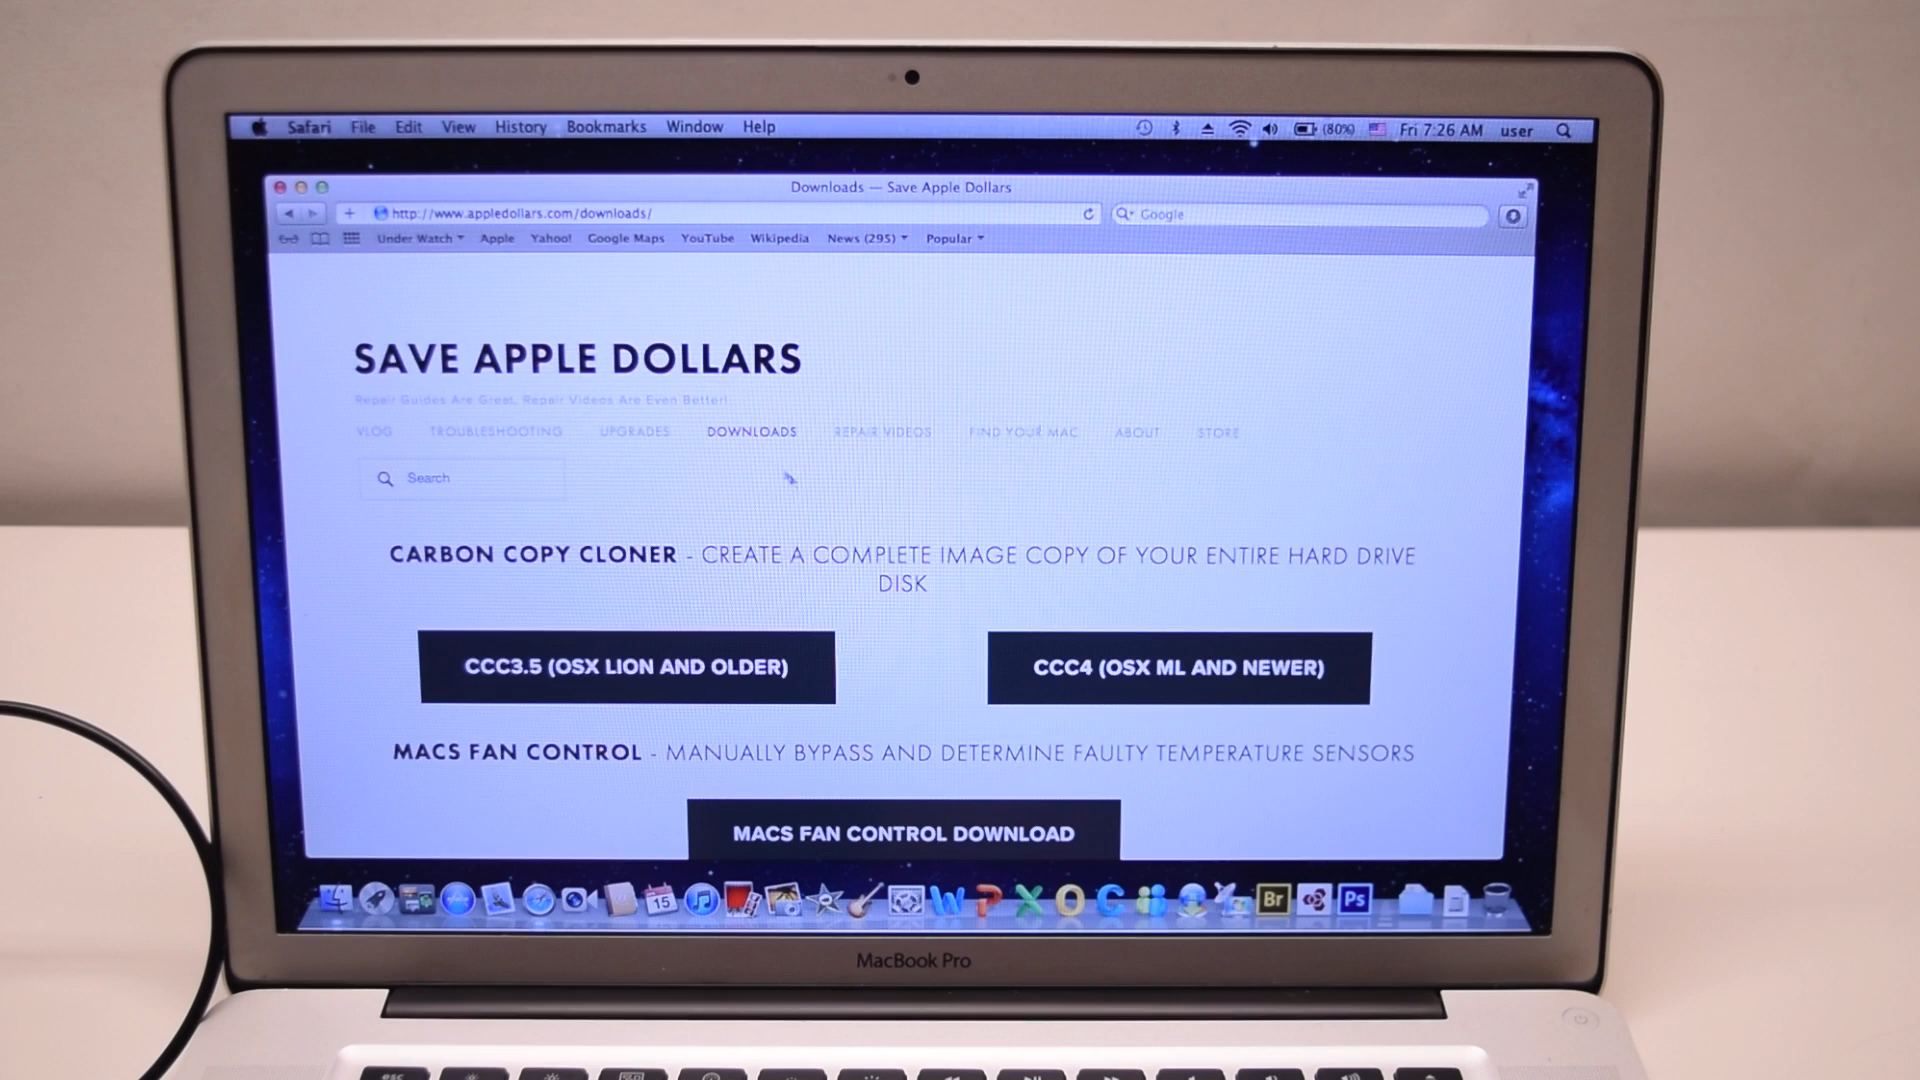 Safari File Edit View History Bookmarks Window Help (80%) Fri 7:26 AM user
Downloads — Save Apple Dollars
http://www.appledollars.com/downloads/ Google
Under Watch Apple Yahoo! Google Maps YouTube Wikipedia News (295) Popular
SAVE APPLE DOLLARS
Repair Guides Are Great, Repair Videos Are Even Better!
VLOG TROUBLESHOOTING UPGRADES DOWNLOADS REPAIR VIDEOS FIND YOUR MAC ABOUT STORE
Search
CARBON COPY CLONER - CREATE A COMPLETE IMAGE COPY OF YOUR ENTIRE HARD DRIVE
DISK
CCC3.5 (OSX LION AND OLDER) CCC4 (OSX ML AND NEWER)
MACS FAN CONTROL - MANUALLY BYPASS AND DETERMINE FAULTY TEMPERATURE SENSORS
MACS FAN CONTROL DOWNLOAD
15 W P X O C Br Ps
MacBook Pro
esc